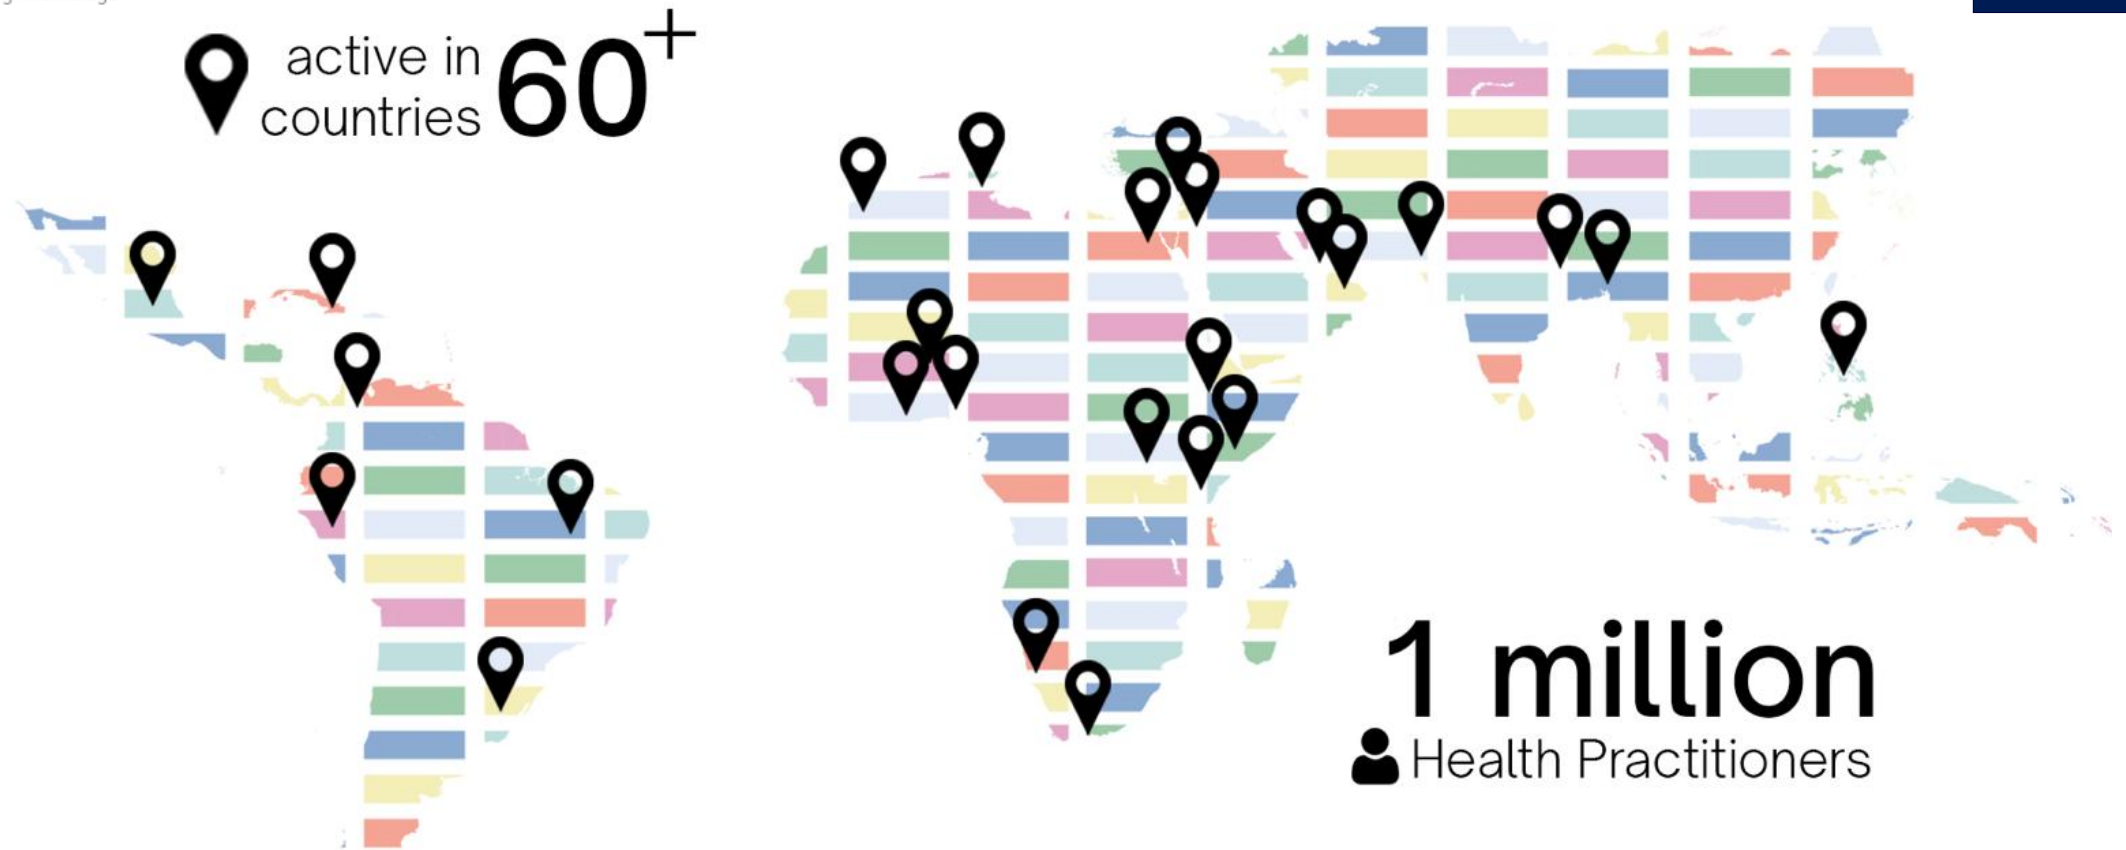 active in
countries 60+
1 million
Health Practitioners